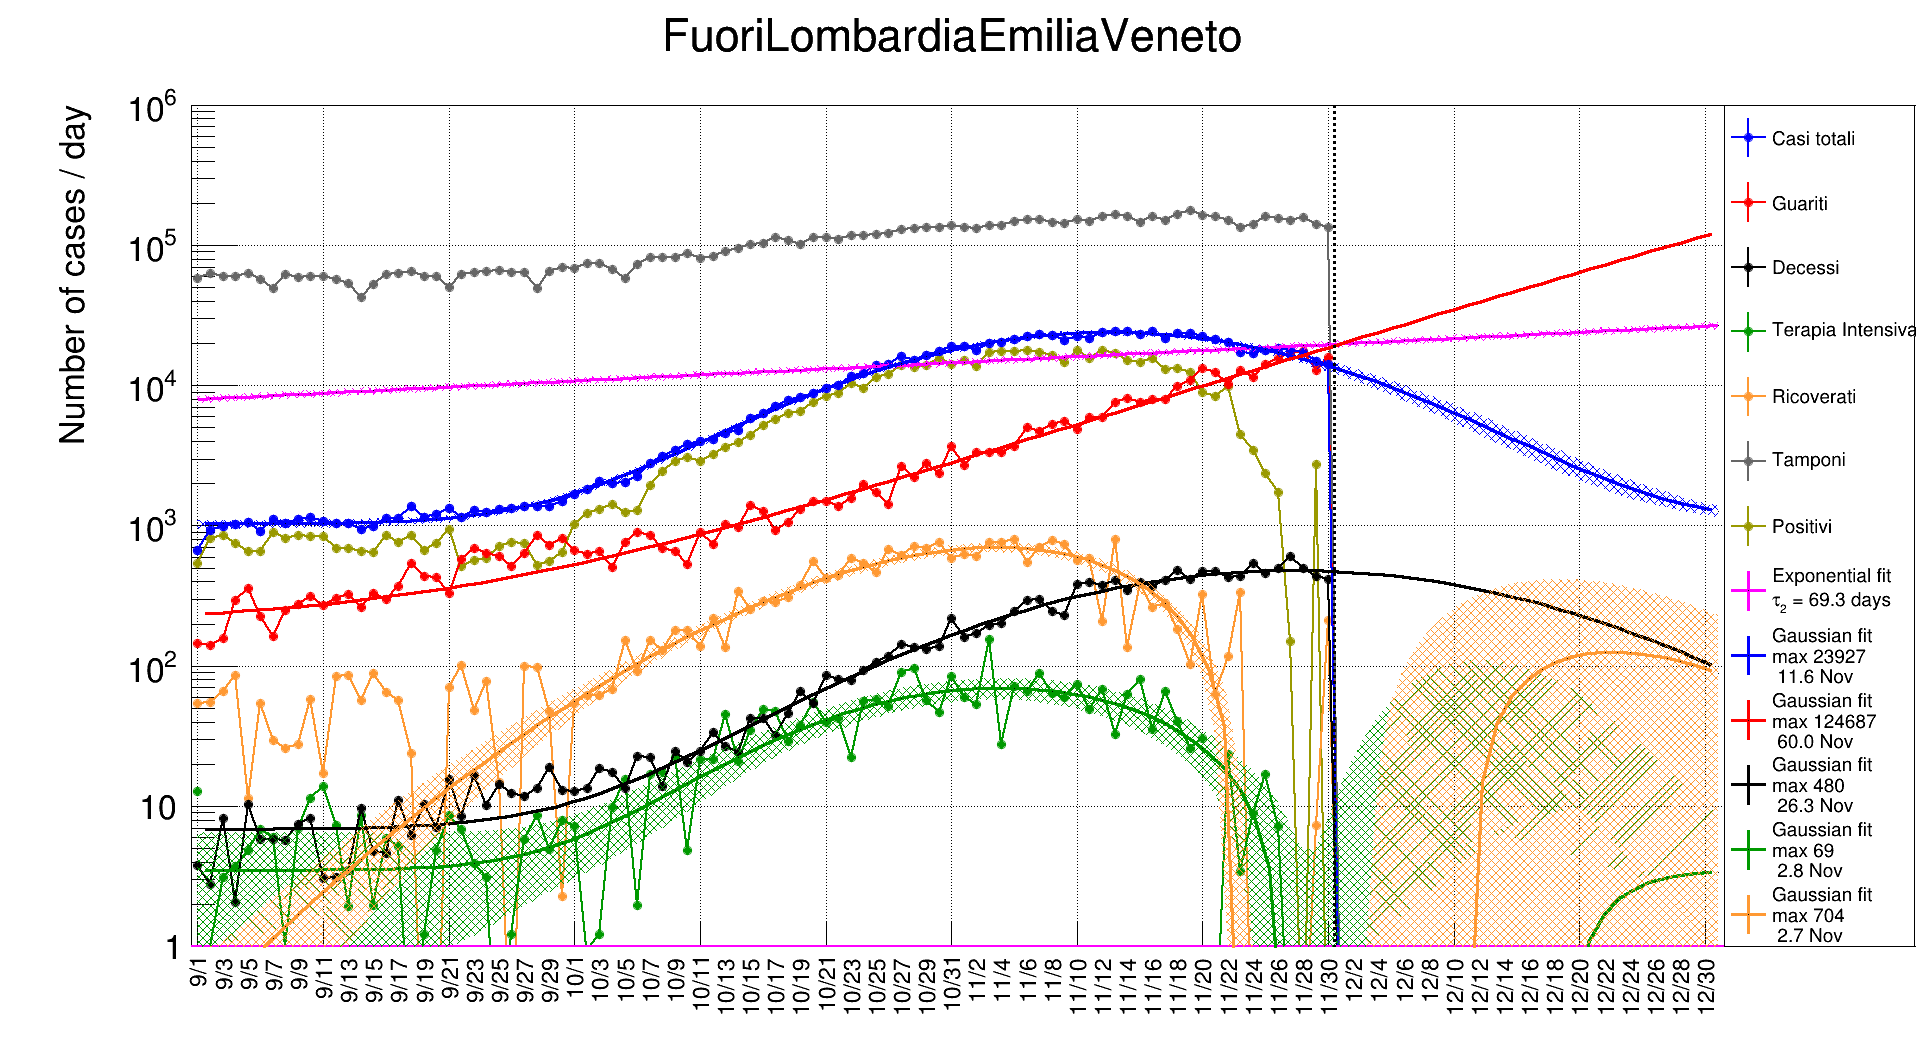 FuoriLombardiaEmiliaVeneto
Number of cases / day
10^6
10^5
10^4
10^3
10^2
10
1
9/1 9/3 9/5 9/7 9/9 9/11 9/13 9/15 9/17 9/19 9/21 9/23 9/25 9/27 9/29 10/1 10/3 10/5 10/7 10/9 10/11 10/13 10/15 10/17 10/19 10/21 10/23 10/25 10/27 10/29 10/31 11/2 11/4 11/6 11/8 11/10 11/12 11/14 11/16 11/18 11/20 11/22 11/24 11/26 11/28 11/30 12/2 12/4 12/6 12/8 12/10 12/12 12/14 12/16 12/18 12/20 12/22 12/24 12/26 12/28 12/30
Casi totali
Guariti
Decessi
Terapia Intensiva
Ricoverati
Tamponi
Positivi
Exponential fit
τ2 = 69.3 days
Gaussian fit
max 23927
11.6 Nov
Gaussian fit
max 124687
60.0 Nov
Gaussian fit
max 480
26.3 Nov
Gaussian fit
max 69
2.8 Nov
Gaussian fit
max 704
2.7 Nov